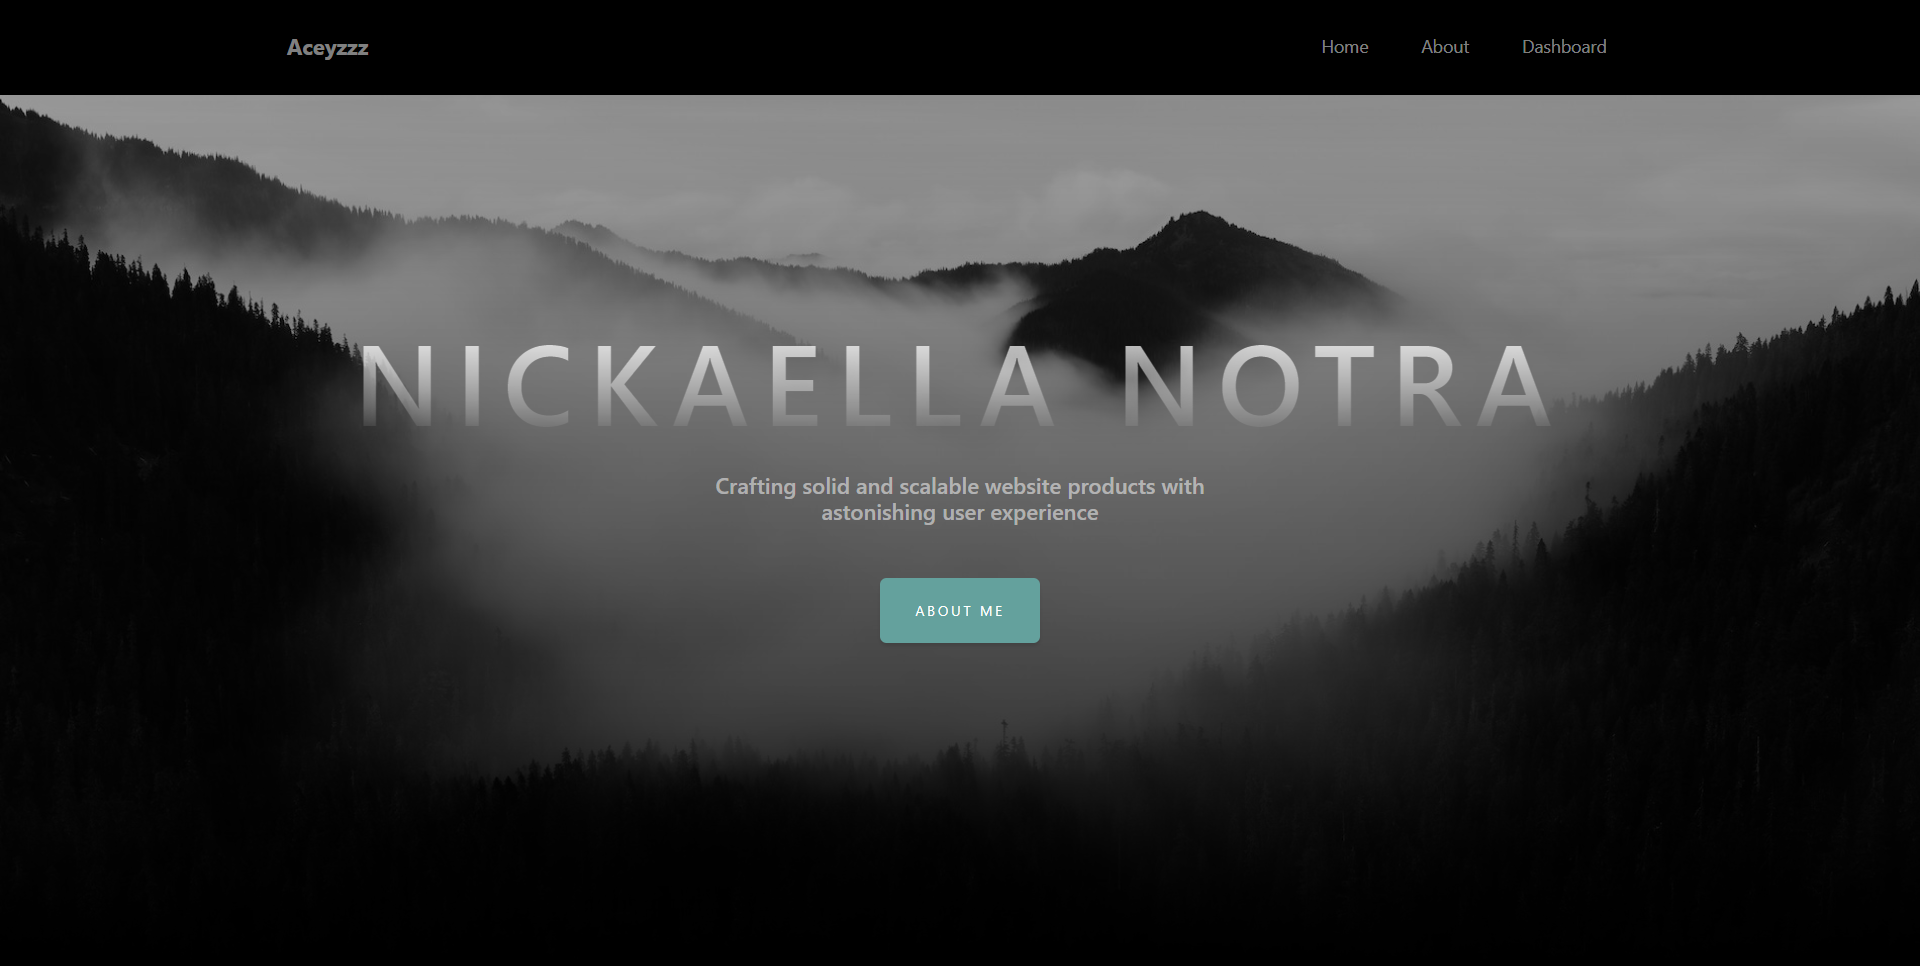 Aceyzzz
Home About Dashboard
NICKAELLA NOTRA
Crafting solid and scalable website products with
astonishing user experience
ABOUT ME